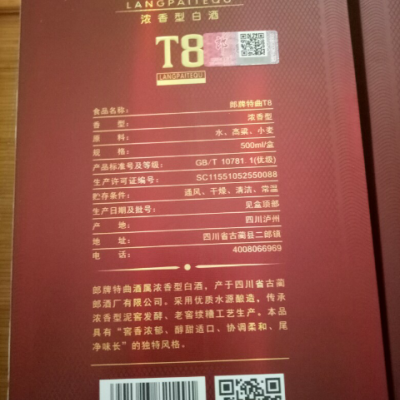 LANGPAITEQU
浓香型白酒
T8
LANGPAITEQU
食品名称： 郎牌特曲T8
香 型： 浓香型
原 料： 水、高粱、小麦
规 格： 500ml/盒
产品标准号及等级： GB/T 10781.1(优级)
生产许可证编号： SC11551052550088
贮存条件： 通风、干燥、清洁、常温
生产日期及批号： 见盒顶部
产 地： 四川泸州
地址： 四川省古蔺县二郎镇
电 话： 4008066969
郎牌特曲酒属浓香型白酒，产于四川省古蔺
郎酒厂有限公司。采用优质水源酿造，传承
浓香型泥窖发酵、老窖续糟工艺生产。本品
具有“窖香浓郁、醇甜适口、协调柔和、尾
净味长”的独特风格。